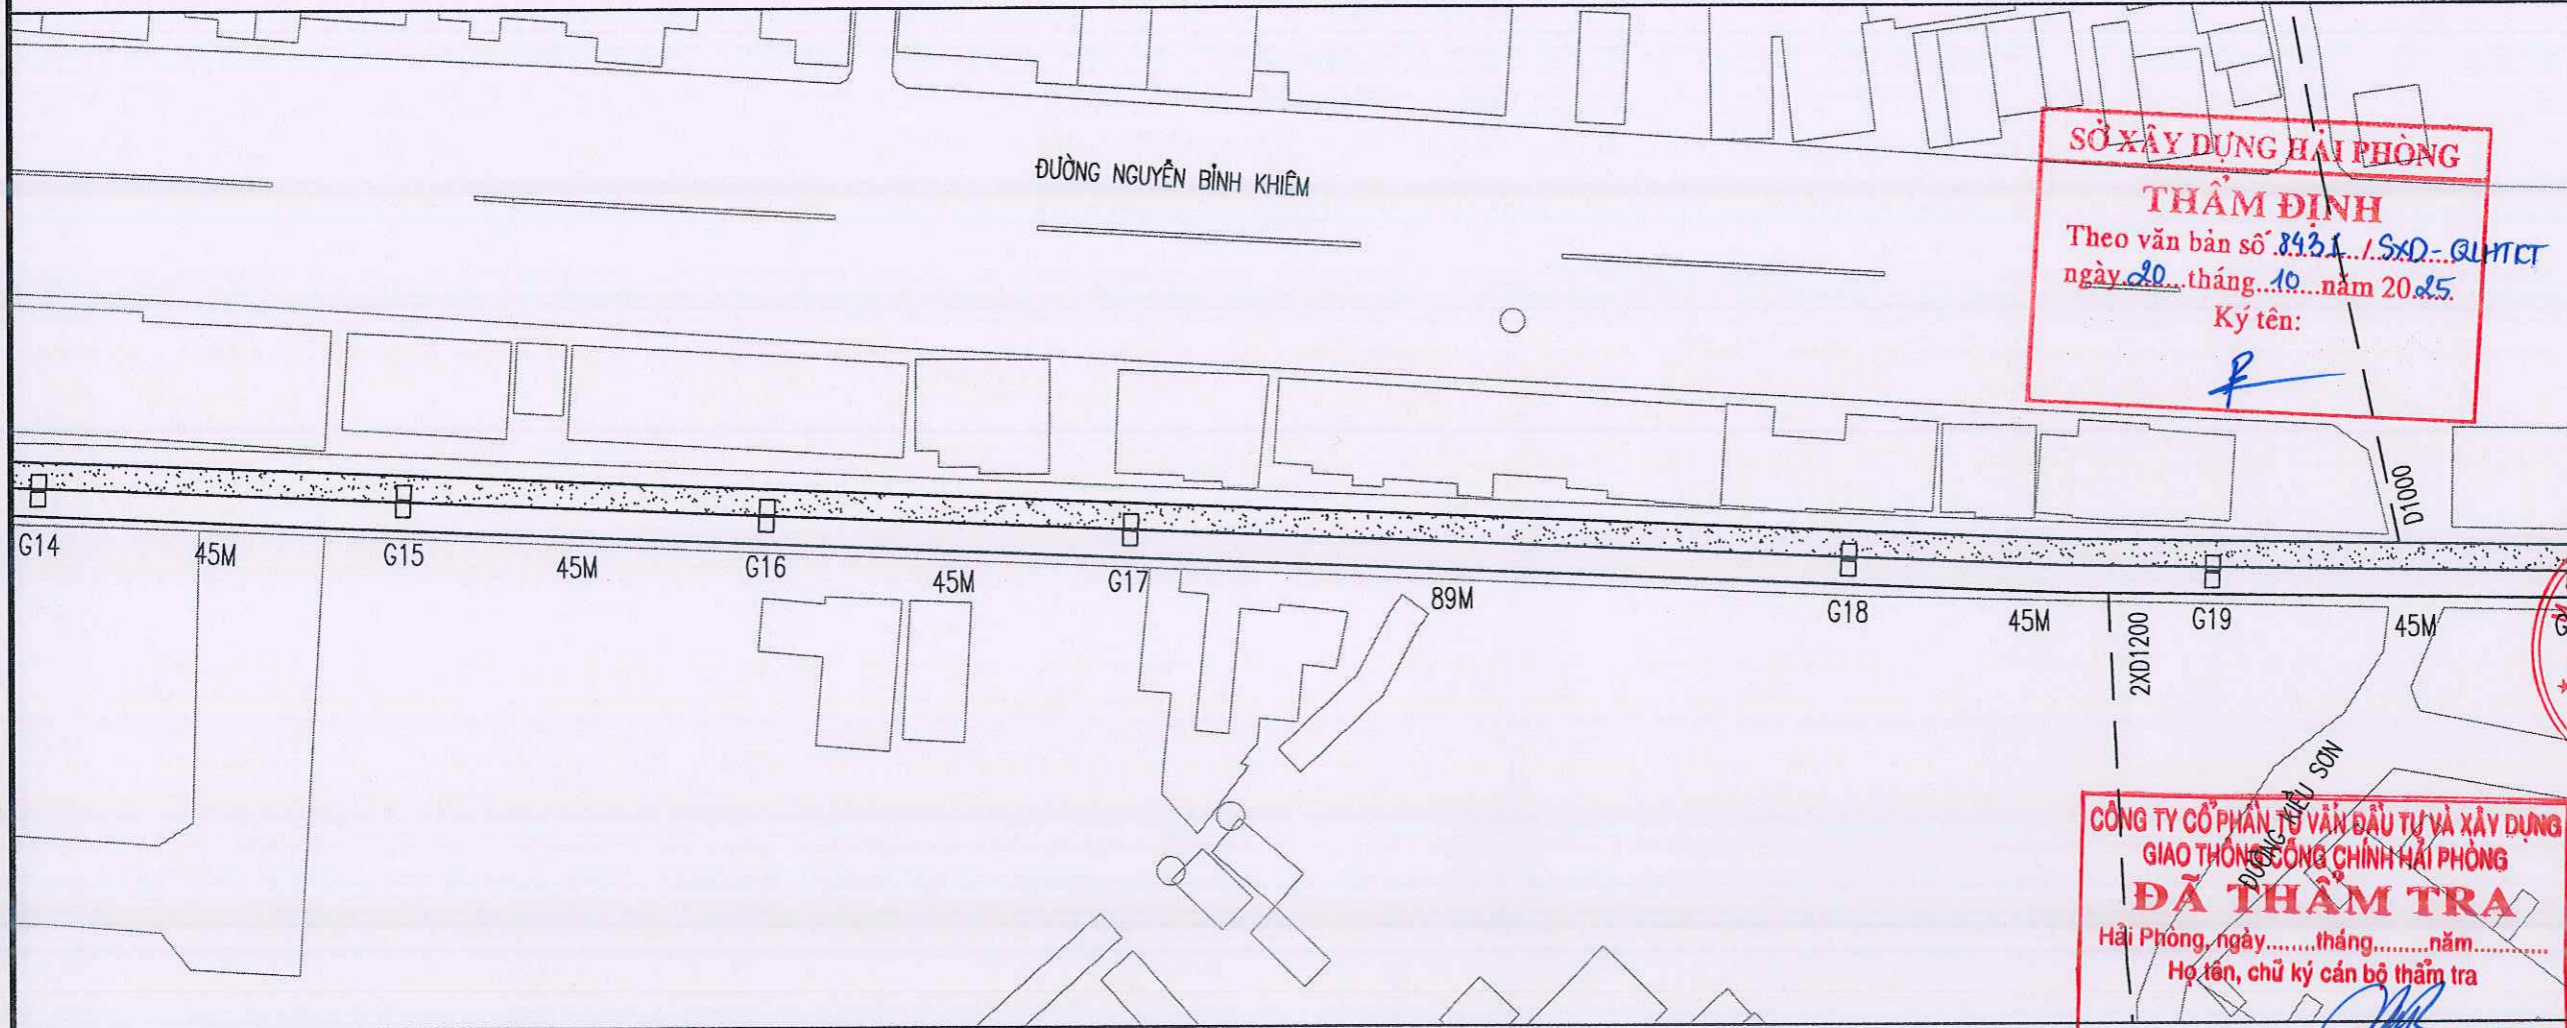 ĐƯỜNG NGUYỄN BỈNH KHIÊM
SỞ XÂY DỰNG HẢI PHÒNG
THẨM ĐỊNH
Theo văn bản số 8431 / SXD-QLHTKT
ngày 20 tháng 10 năm 2025
Ký tên:
D1000
G14 45M G15 45M G16 45M G17 89M G18 45M G19 45M
2XD1200
ĐƯỜNG KIỀU SƠN
CÔNG TY CỔ PHẦN TƯ VẤN ĐẦU TƯ VÀ XÂY DỰNG
GIAO THÔNG CÔNG CHÍNH HẢI PHÒNG
ĐÃ THẨM TRA
Hải Phòng, ngày........tháng.........năm...........
Họ tên, chữ ký cán bộ thẩm tra